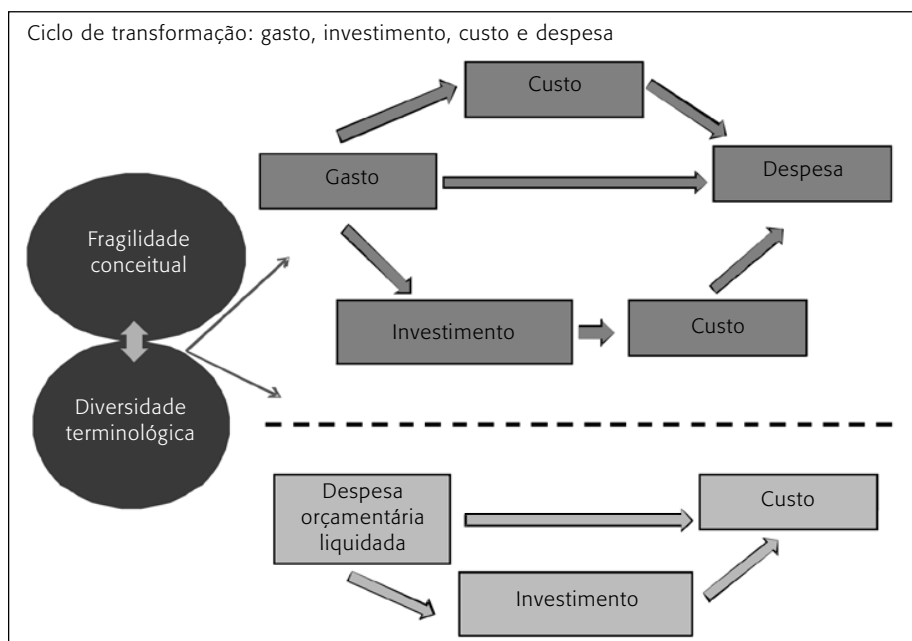 Ciclo de transformação: gasto, investimento, custo e despesa
Custo
Gasto
Despesa
Fragilidade
conceitual
Investimento
Custo
Diversidade
terminológica
Despesa
orçamentária
liquidada
Custo
Investimento